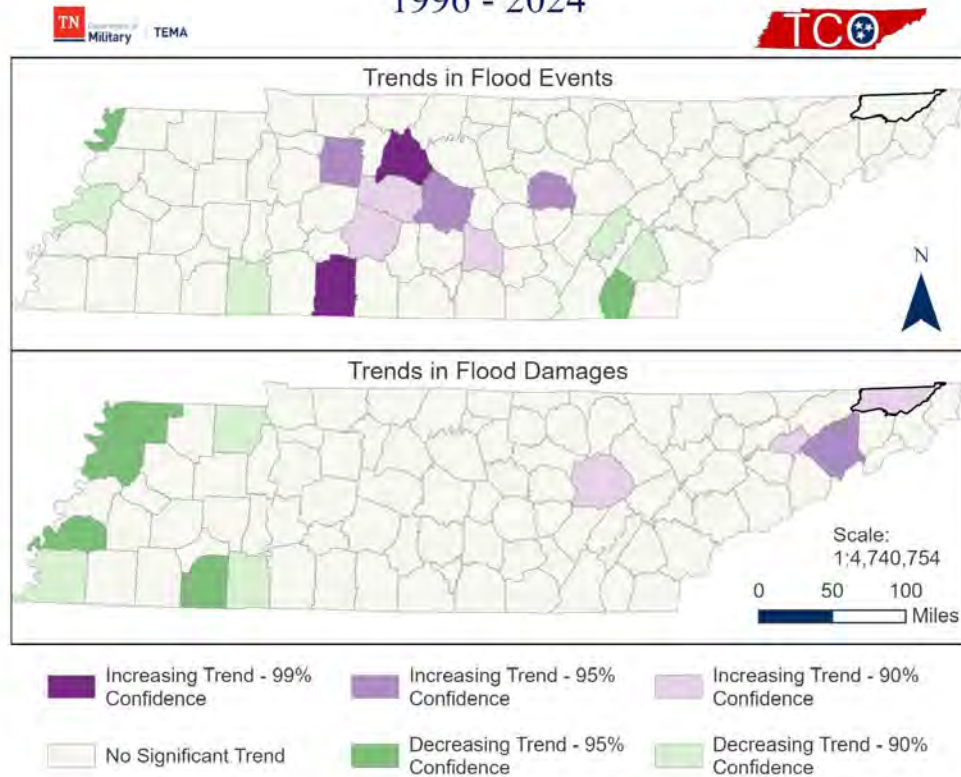 1996 - 2024
TN
Department of
Military
TEMA
TCO
Trends in Flood Events
N
Trends in Flood Damages
Scale:
1:4,740,754
0 50 100
Miles
Increasing Trend - 99%
Confidence
Increasing Trend - 95%
Confidence
Increasing Trend - 90%
Confidence
No Significant Trend
Decreasing Trend - 95%
Confidence
Decreasing Trend - 90%
Confidence